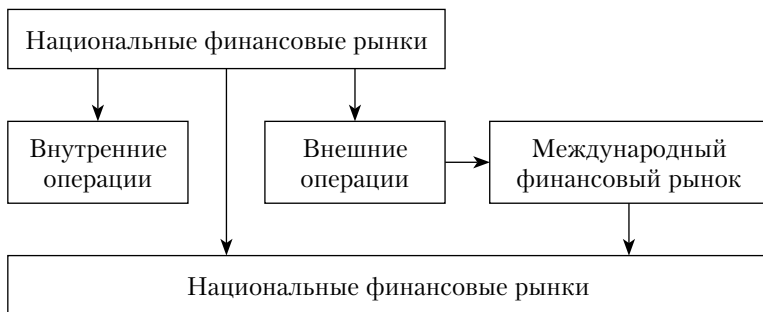 Национальные финансовые рынки
Внутренние
операции
Внешние
операции
Международный
финансовый рынок
Национальные финансовые рынки